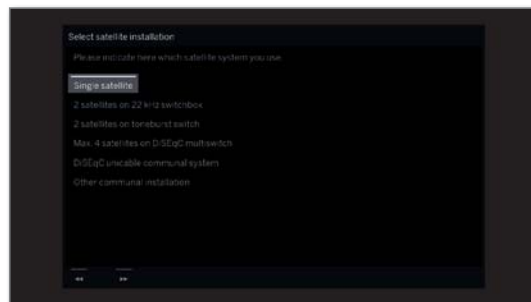 Select satellite installation
Please indicate here which satellite system you use.
Single satellite
2 satellites on 22 kHz switchbox
2 satellites on toneburst switch
Max. 4 satellites on DiSEqC multiswitch
DiSEqC unicable communal system
Other communal installation